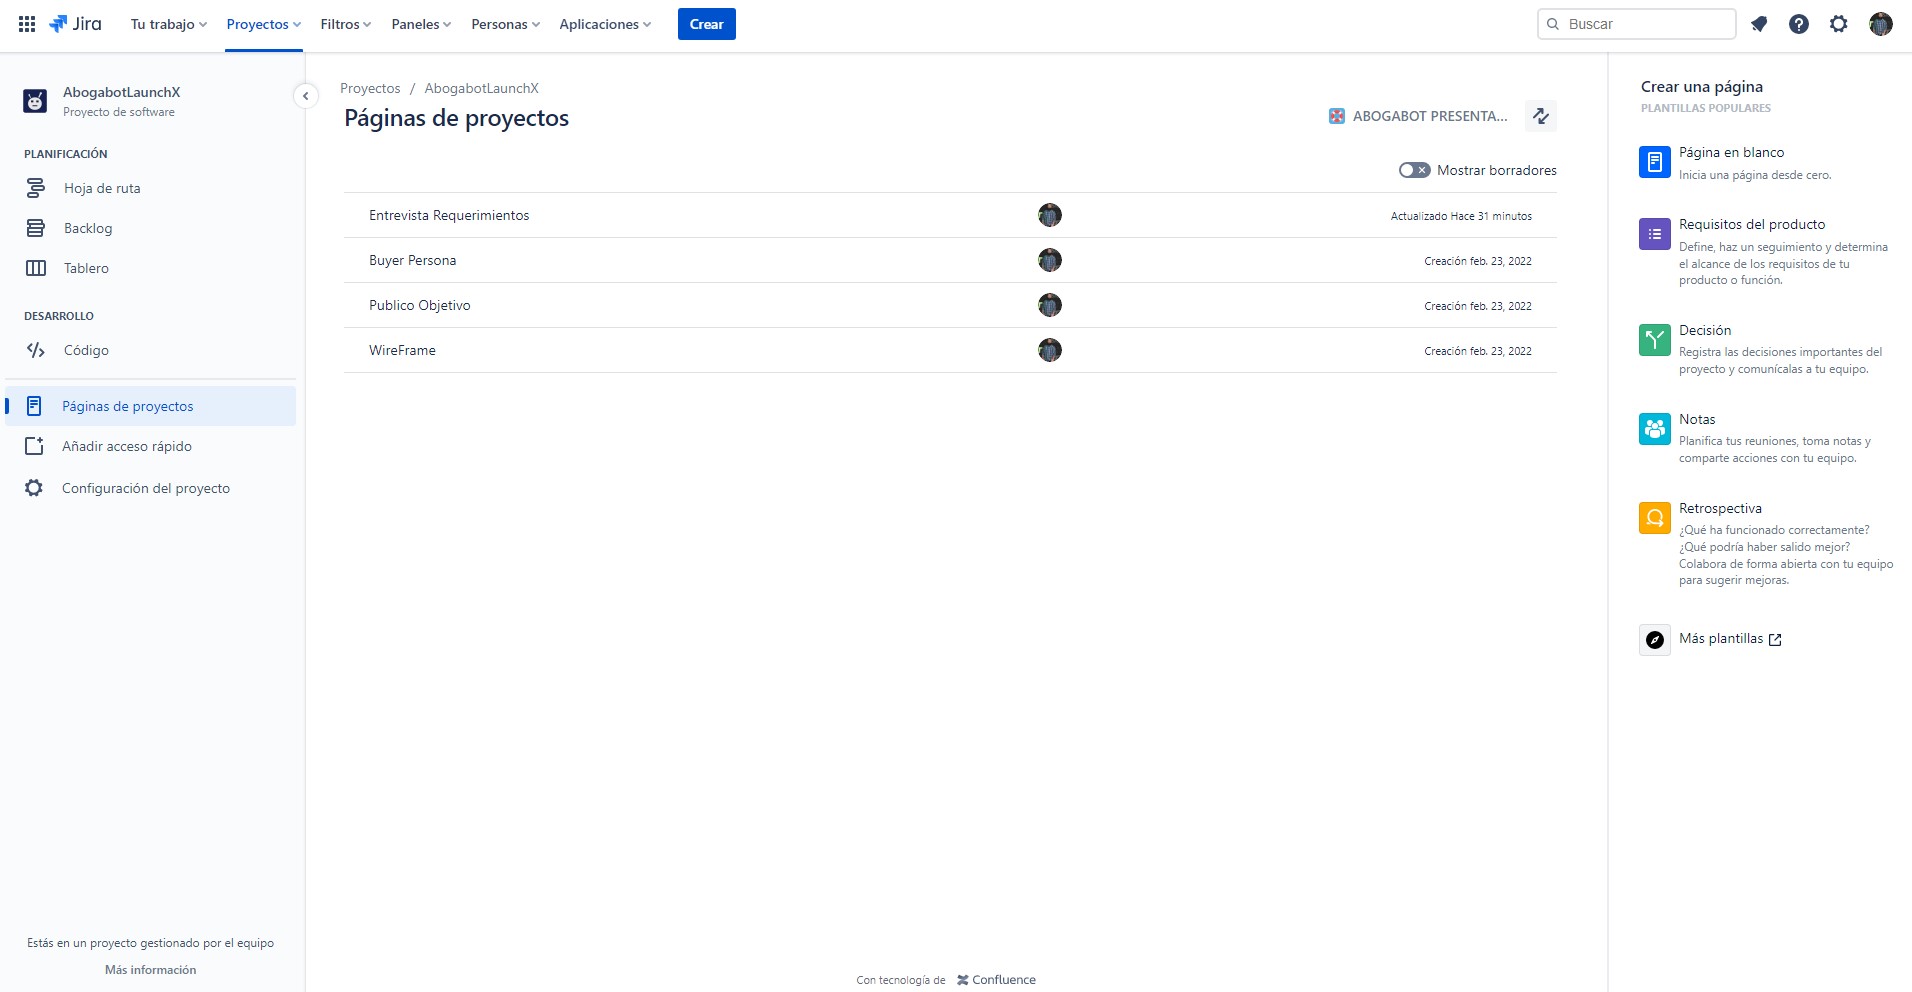 Jira
Tu trabajo
Proyectos
Filtros
Paneles
Personas
Aplicaciones
Crear
Buscar
AbogabotLaunchX
Proyecto de software
PLANIFICACIÓN
Hoja de ruta
Backlog
Tablero
DESARROLLO
Código
Páginas de proyectos
Añadir acceso rápido
Configuración del proyecto
Estás en un proyecto gestionado por el equipo
Más información
Proyectos / AbogabotLaunchX
Páginas de proyectos
ABOGABOT PRESENTA...
Mostrar borradores
Entrevista Requerimientos
Actualizado Hace 31 minutos
Buyer Persona
Creación feb. 23, 2022
Publico Objetivo
Creación feb. 23, 2022
WireFrame
Creación feb. 23, 2022
Con tecnología de Confluence
Crear una página
PLANTILLAS POPULARES
Página en blanco
Inicia una página desde cero.
Requisitos del producto
Define, haz un seguimiento y determina
el alcance de los requisitos de tu
producto o función.
Decisión
Registra las decisiones importantes del
proyecto y comunícalas a tu equipo.
Notas
Planifica tus reuniones, toma notas y
comparte acciones con tu equipo.
Retrospectiva
¿Qué ha funcionado correctamente?
¿Qué podría haber salido mejor?
Colabora de forma abierta con tu equipo
para sugerir mejoras.
Más plantillas